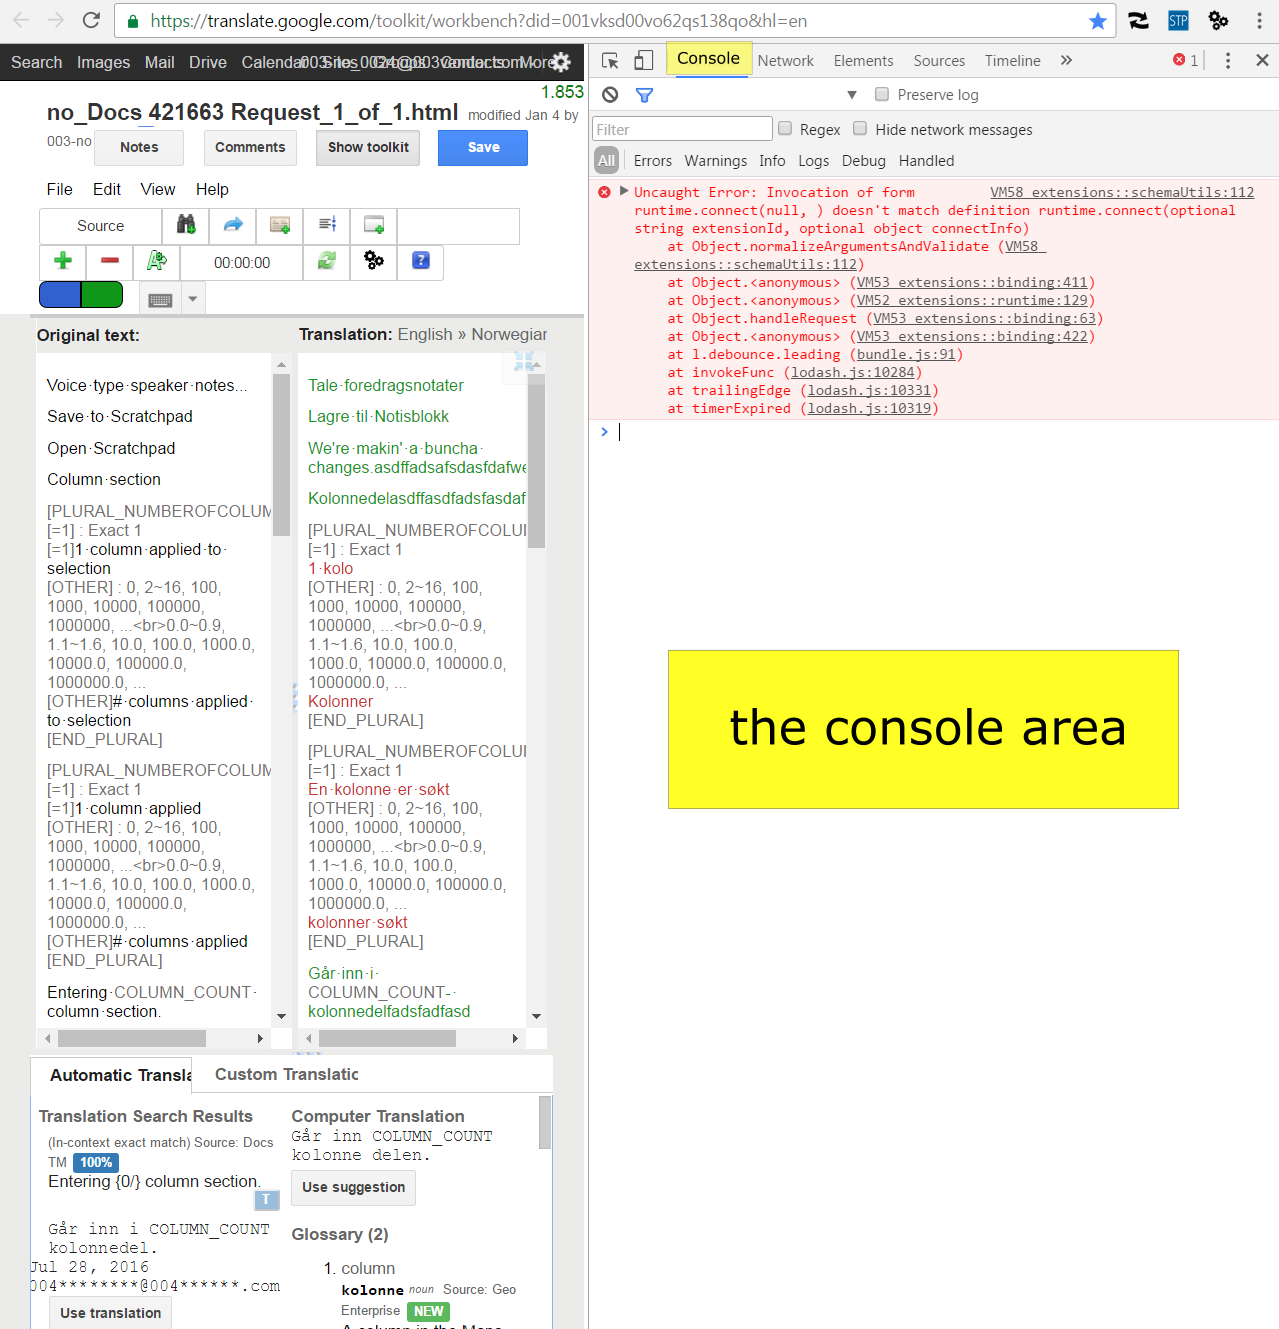 https://translate.google.com/toolkit/workbench?did=001vksd00vo62qs138qo&hl=en
STP
Search Images Mail Drive Calendar
More
1.853
no_Docs 421663 Request_1_of_1.html modified Jan 4 by
003-no
Notes
Comments
Show toolkit
Save
File Edit View Help
Source
00:00:00
Original text:
Voice·type·speaker·notes...
Save·to·Scratchpad
Open·Scratchpad
Column·section
[PLURAL_NUMBEROFCOLUM
[=1] : Exact 1
[=1]1·column·applied·to·
selection
[OTHER] : 0, 2~16, 100,
1000, 10000, 100000,
1000000, ...<br>0.0~0.9,
1.1~1.6, 10.0, 100.0, 1000.0,
10000.0, 100000.0,
1000000.0, ...
[OTHER]#·columns·applied·
to·selection
[END_PLURAL]
[PLURAL_NUMBEROFCOLUM
[=1] : Exact 1
[=1]1·column·applied
[OTHER] : 0, 2~16, 100,
1000, 10000, 100000,
1000000, ...<br>0.0~0.9,
1.1~1.6, 10.0, 100.0, 1000.0,
10000.0, 100000.0,
1000000.0, ...
[OTHER]#·columns·applied
[END_PLURAL]
Entering·COLUMN_COUNT·
column·section.
Translation: English » Norwegian
Tale·foredragsnotater
Lagre·til·Notisblokk
We're·makin'·a·buncha·
changes.asdffadsafsdasfdafwe
Kolonnedelasdffasdfadsfasdaf
[PLURAL_NUMBEROFCOLUM
[=1] : Exact 1
1·kolo
[OTHER] : 0, 2~16, 100,
1000, 10000, 100000,
1000000, ...<br>0.0~0.9,
1.1~1.6, 10.0, 100.0,
1000.0, 10000.0, 100000.0,
1000000.0, ...
Kolonner
[END_PLURAL]
[PLURAL_NUMBEROFCOLUM
[=1] : Exact 1
En·kolonne·er·søkt
[OTHER] : 0, 2~16, 100,
1000, 10000, 100000,
1000000, ...<br>0.0~0.9,
1.1~1.6, 10.0, 100.0,
1000.0, 10000.0, 100000.0,
1000000.0, ...
kolonner·søkt
[END_PLURAL]
Går·inn·i·
COLUMN_COUNT-·
kolonnedelfadsfadfasd
Automatic Transla
Custom Translatic
Translation Search Results
(In-context exact match) Source: Docs
TM 100%
Entering {0/} column section.
T
Går inn i COLUMN_COUNT
kolonnedel.
Jul 28, 2016
004********@004******.com
Use translation
Computer Translation
Går inn COLUMN_COUNT
kolonne delen.
Use suggestion
Glossary (2)
1. column
kolonne noun Source: Geo
Enterprise NEW
A column in the Maps
Console Network Elements Sources Timeline » 1
Preserve log
Filter
Regex
Hide network messages
All Errors Warnings Info Logs Debug Handled
Uncaught Error: Invocation of form VM58 extensions::schemaUtils:112
runtime.connect(null, ) doesn't match definition runtime.connect(optional
string extensionId, optional object connectInfo)
at Object.normalizeArgumentsAndValidate (VM58
extensions::schemaUtils:112)
at Object.<anonymous> (VM53 extensions::binding:411)
at Object.<anonymous> (VM52 extensions::runtime:129)
at Object.handleRequest (VM53 extensions::binding:63)
at Object.<anonymous> (VM53 extensions::binding:422)
at l.debounce.leading (bundle.js:91)
at invokeFunc (lodash.js:10284)
at trailingEdge (lodash.js:10331)
at timerExpired (lodash.js:10319)
the console area